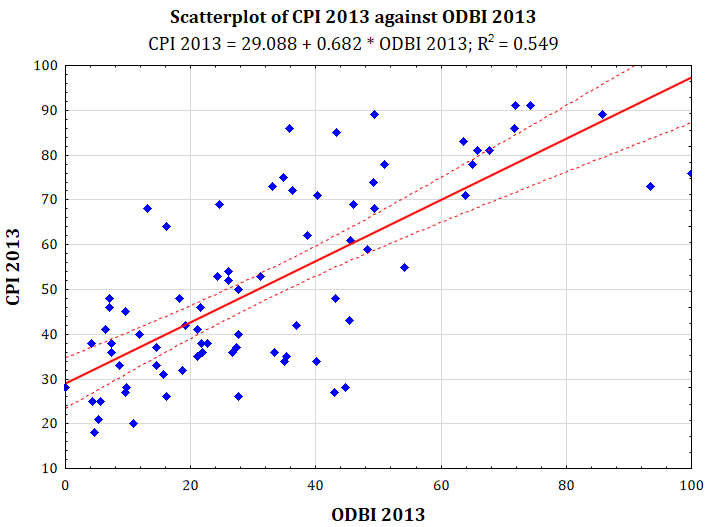 Scatterplot of CPI 2013 against ODBI 2013
CPI 2013 = 29.088 + 0.682 * ODBI 2013; R² = 0.549
100
90
80
70
60
50
40
30
20
10
CPI 2013
0 20 40 60 80 100
ODBI 2013